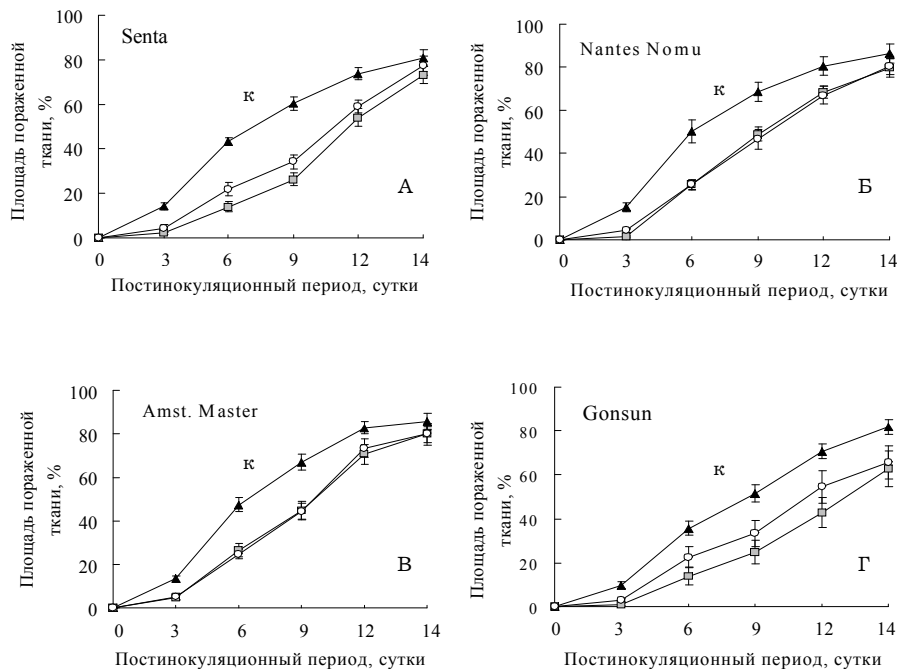 Senta
к
А
Площадь пораженной
ткани, %
100
80
60
40
20
0
0 3 6 9 12 14
Постинокуляционный период, сутки
Nantes Nomu
к
Б
Площадь пораженной
ткани, %
100
80
60
40
20
0
0 3 6 9 12 14
Постинокуляционный период, сутки
Amst. Master
к
В
Площадь пораженной
ткани, %
100
80
60
40
20
0
0 3 6 9 12 14
Постинокуляционный период, сутки
Gonsun
к
Г
Площадь пораженной
ткани, %
100
80
60
40
20
0
0 3 6 9 12 14
Постинокуляционный период, сутки